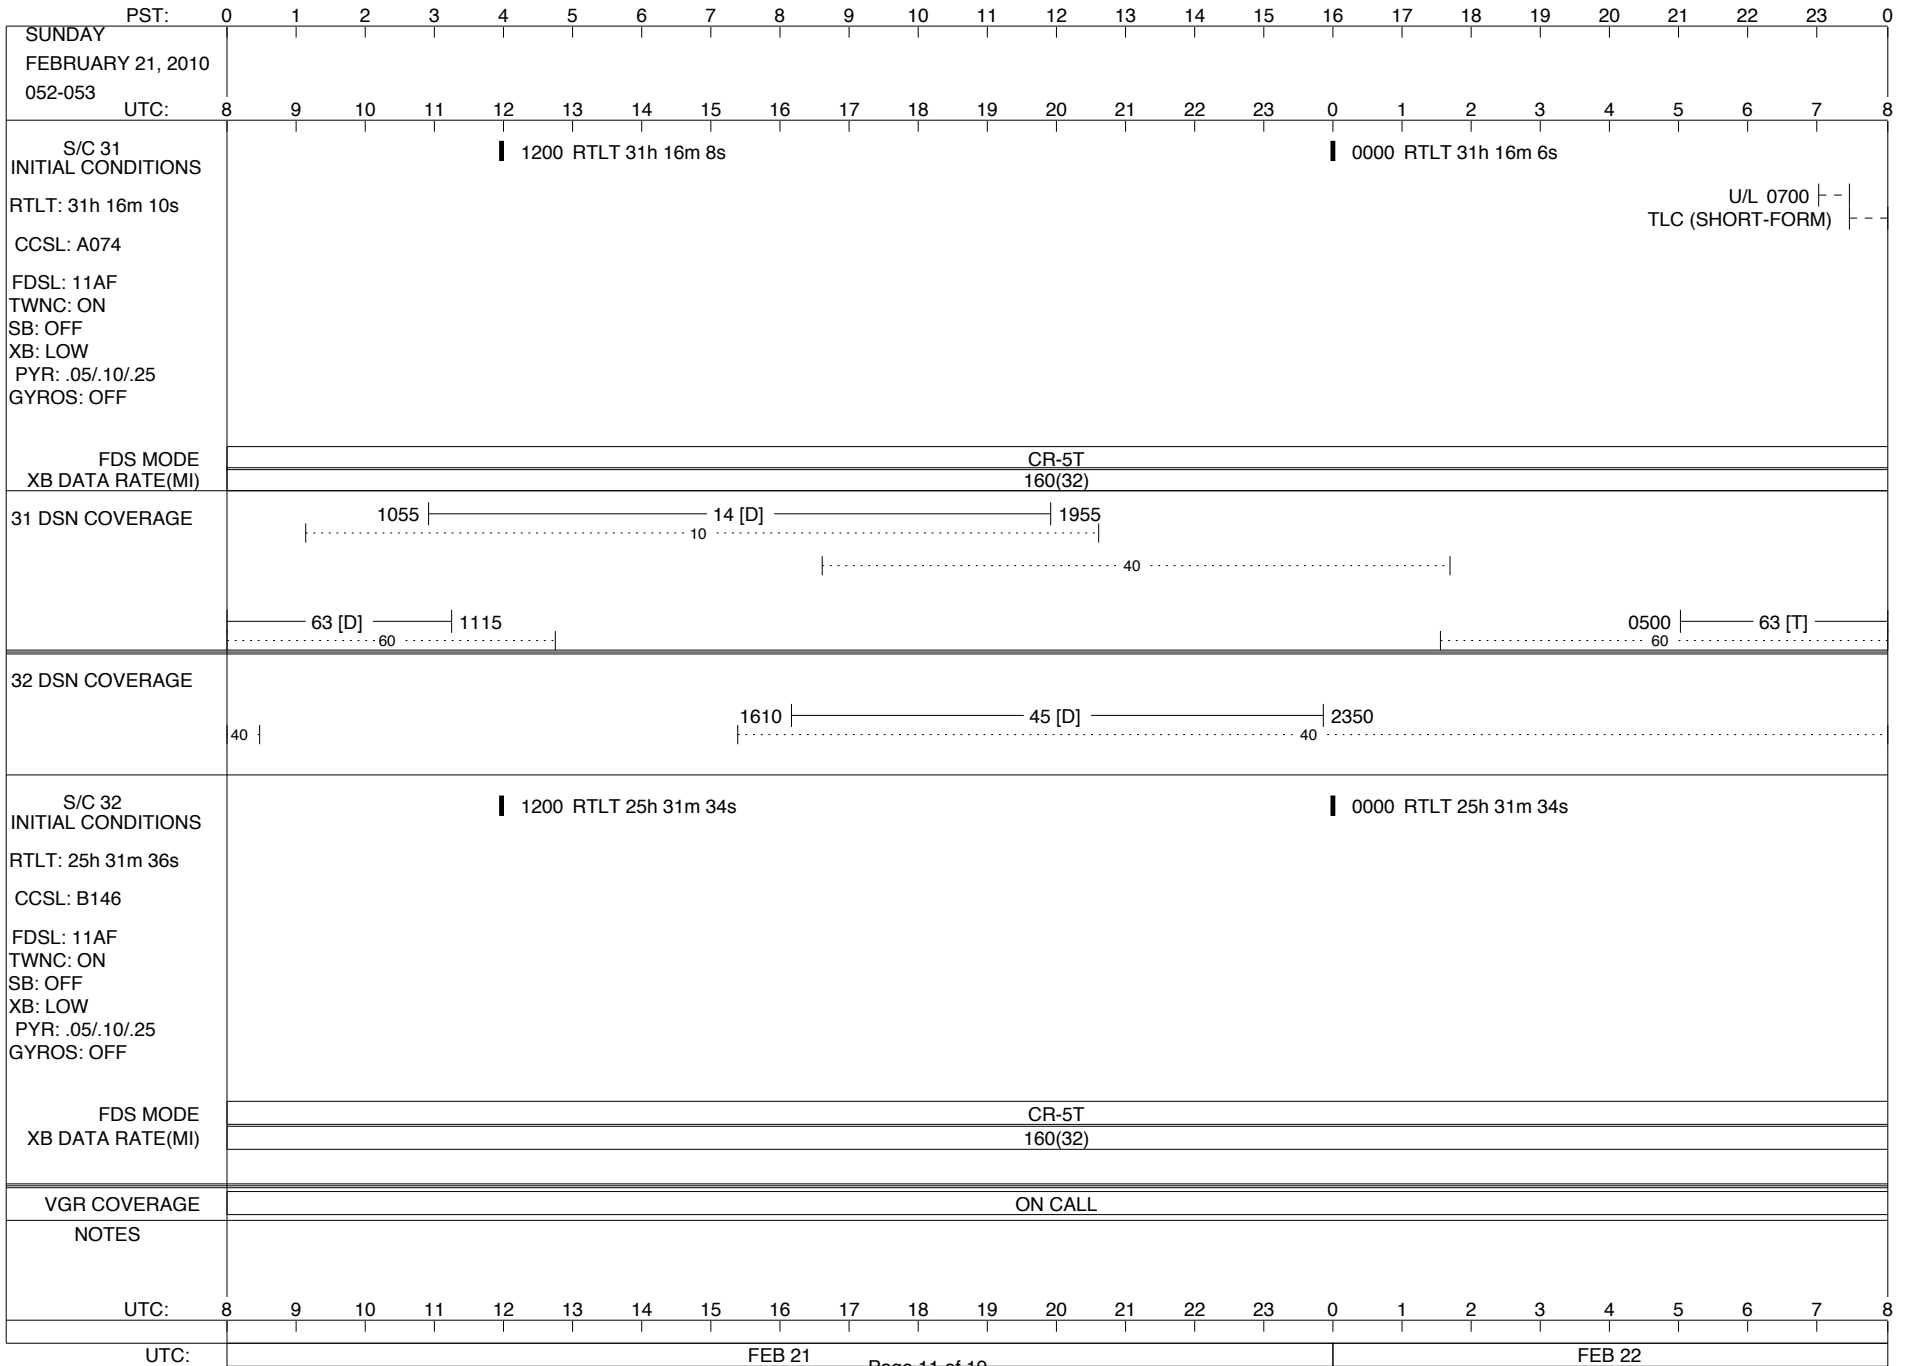 PST: 0 1 2 3 4 5 6 7 8 9 10 11 12 13 14 15 16 17 18 19 20 21 22 23 0
SUNDAY
FEBRUARY 21, 2010
052-053
UTC: 8 9 10 11 12 13 14 15 16 17 18 19 20 21 22 23 0 1 2 3 4 5 6 7 8
S/C 31
INITIAL CONDITIONS
1200 RTLT 31h 16m 8s
0000 RTLT 31h 16m 6s
U/L 0700
TLC (SHORT-FORM)
RTLT: 31h 16m 10s
CCSL: A074
FDSL: 11AF
TWNC: ON
SB: OFF
XB: LOW
PYR: .05/.10/.25
GYROS: OFF
FDS MODE CR-5T
XB DATA RATE(MI) 160(32)
31 DSN COVERAGE
1055 14 [D] 1955
10
40
63 [D] 1115
60
0500 63 [T]
60
32 DSN COVERAGE
1610 45 [D] 2350
40
40
S/C 32
INITIAL CONDITIONS
1200 RTLT 25h 31m 34s
0000 RTLT 25h 31m 34s
RTLT: 25h 31m 36s
CCSL: B146
FDSL: 11AF
TWNC: ON
SB: OFF
XB: LOW
PYR: .05/.10/.25
GYROS: OFF
FDS MODE CR-5T
XB DATA RATE(MI) 160(32)
VGR COVERAGE ON CALL
NOTES
UTC: 8 9 10 11 12 13 14 15 16 17 18 19 20 21 22 23 0 1 2 3 4 5 6 7 8
UTC: FEB 21 FEB 22
Page 11 of